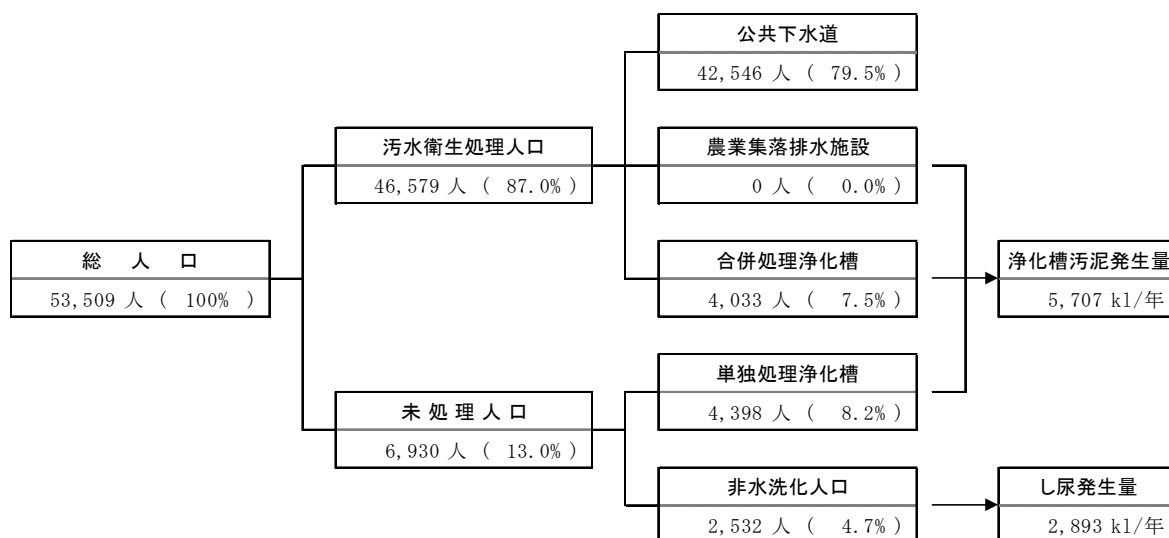 公共下水道
42,546 人 ( 79.5% )
汚水衛生処理人口
46,579 人 ( 87.0% )
農業集落排水施設
0 人 ( 0.0% )
総 人 口
53,509 人 ( 100% )
合併処理浄化槽
4,033 人 ( 7.5% )
浄化槽汚泥発生量
5,707 kl/年
未 処 理 人 口
6,930 人 ( 13.0% )
単独処理浄化槽
4,398 人 ( 8.2% )
非水洗化人口
2,532 人 ( 4.7% )
し尿発生量
2,893 kl/年